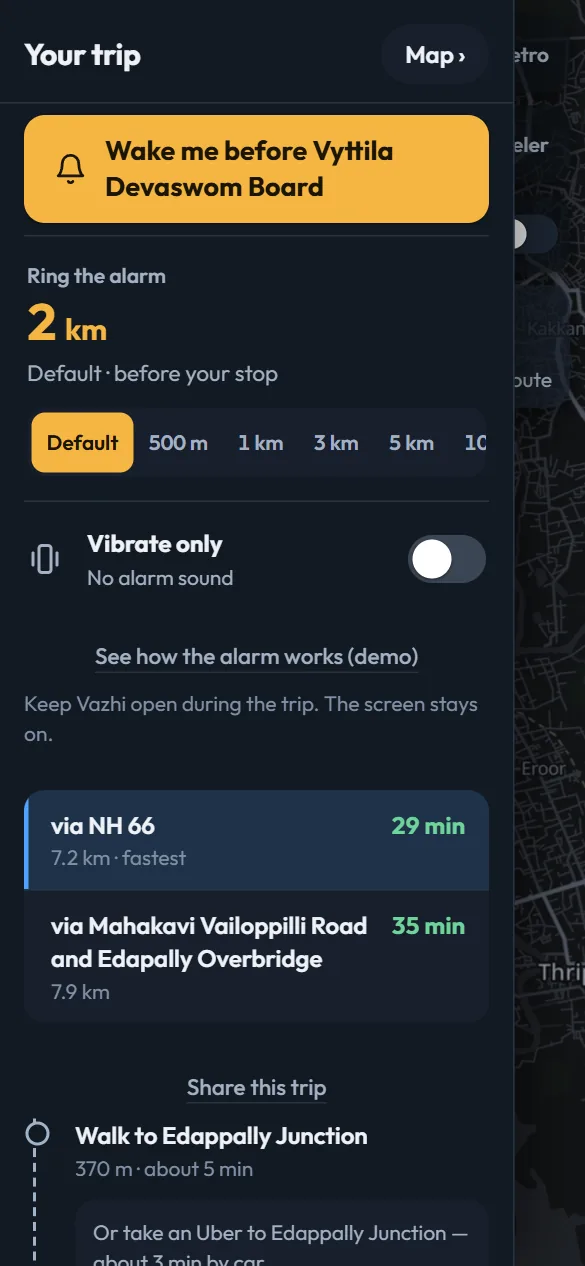 Your trip
Map ›
etro
Wake me before Vyttila
Devaswom Board
eler
Ring the alarm
2 km
Default · before your stop
Kakkan
oute
Default
500 m
1 km
3 km
5 km
10
Vibrate only
No alarm sound
See how the alarm works (demo)
Keep Vazhi open during the trip. The screen stays
on.
Eroor
via NH 66
29 min
7.2 km · fastest
via Mahakavi Vailoppilli Road
and Edapally Overbridge
35 min
7.9 km
Thrip
Share this trip
Walk to Edappally Junction
370 m · about 5 min
Or take an Uber to Edappally Junction —
about 3 min by car